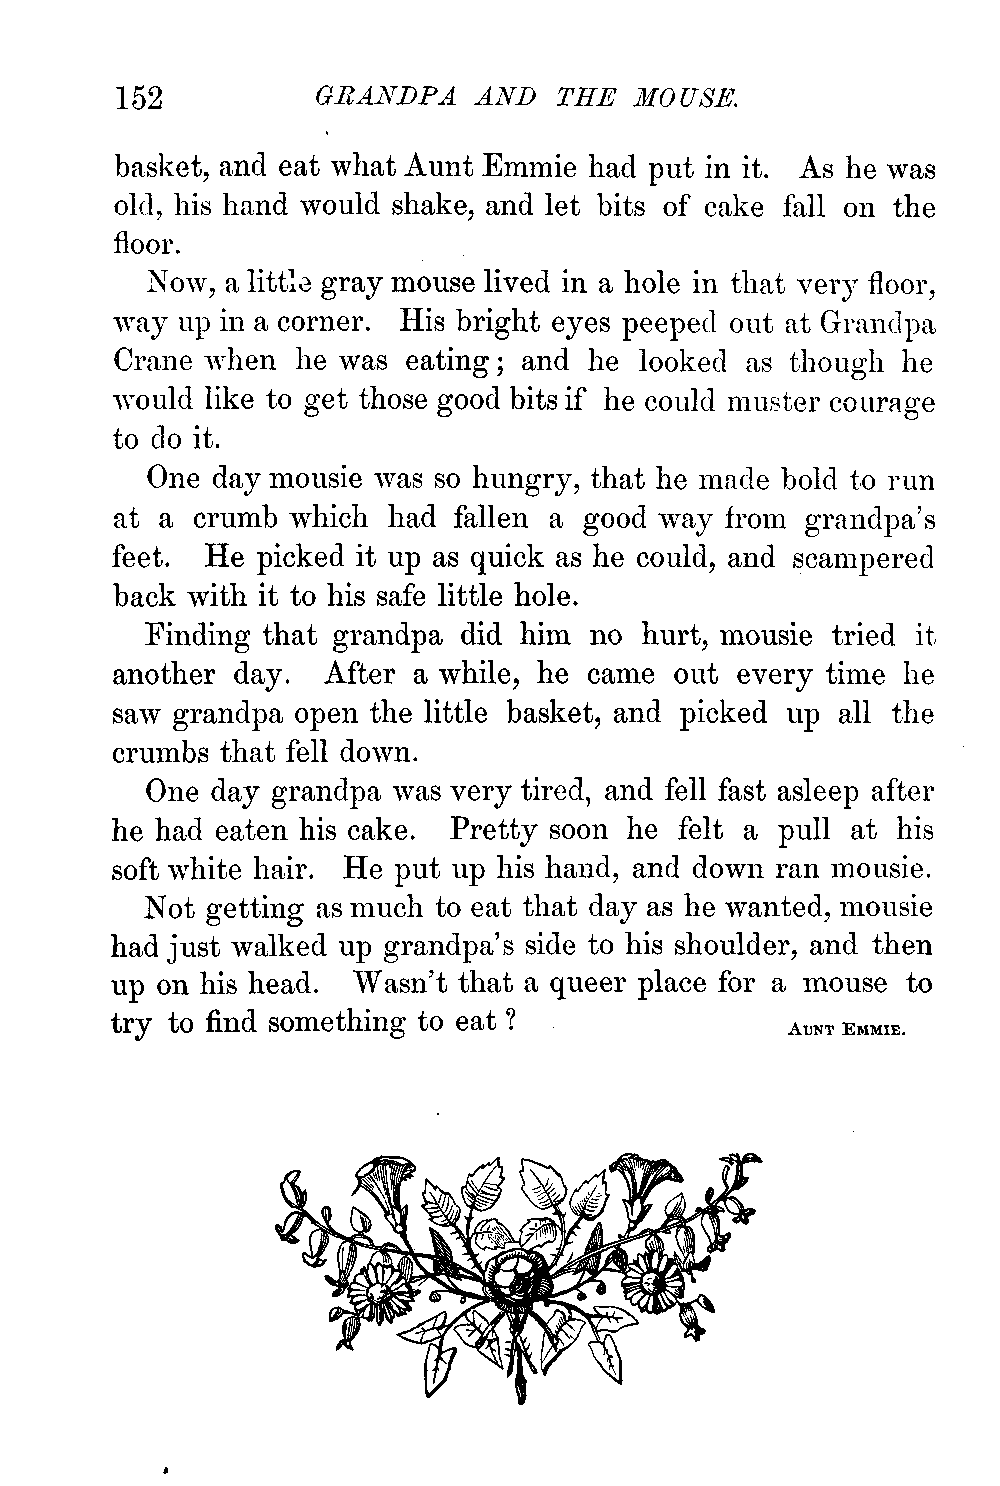 152 GRANDPA AND THE MOUSE.
basket, and eat what Aunt Emmie had put in it. As he was
old, his hand would shake, and let bits of cake fall on the
floor.
Now, a little gray mouse lived in a hole in that very floor,
way up in a corner. His bright eyes peeped out at Grandpa
Crane when he was eating; and he looked as though he
would like to get those good bits if he could muster courage
to do it.
One day mousie was so hungry, that he made bold to run
at a crumb which had fallen a good way from grandpa's
feet. He picked it up as quick as he could, and scampered
back with it to his safe little hole.
Finding that grandpa did him no hurt, mousie tried it
another day. After a while, he came out every time he
saw grandpa open the little basket, and picked up all the
crumbs that fell down.
One day grandpa was very tired, and fell fast asleep after
he had eaten his cake. Pretty soon he felt a pull at his
soft white hair. He put up his hand, and down ran mousie.
Not getting as much to eat that day as he wanted, mousie
had just walked up grandpa's side to his shoulder, and then
up on his head. Wasn't that a queer place for a mouse to
try to find something to eat? AUNT EMMIE.